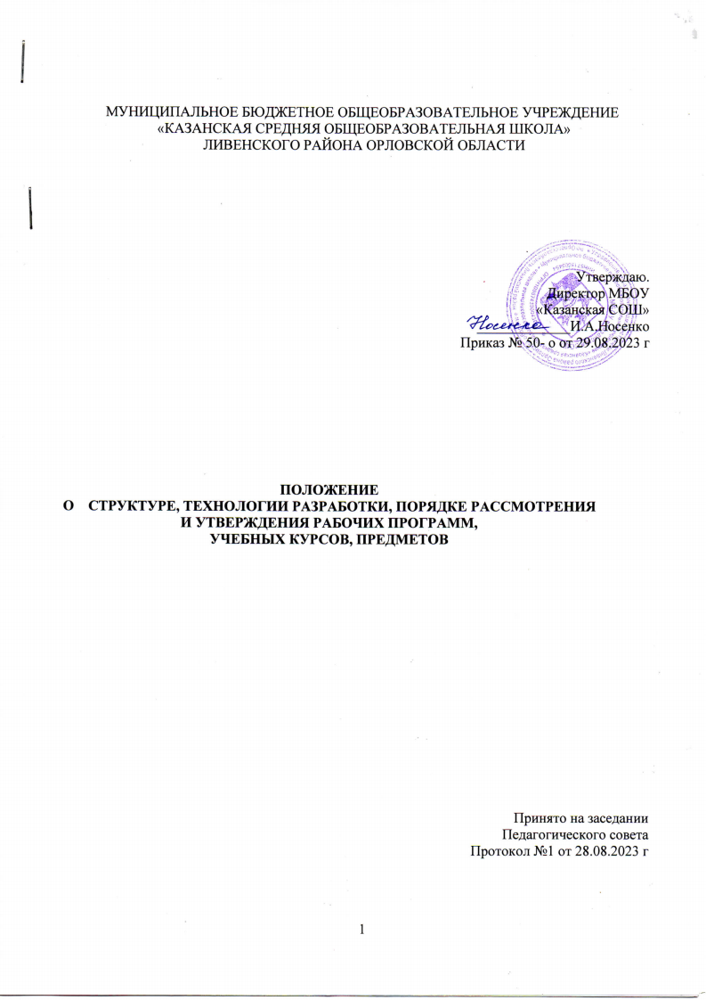 МУНИЦИПАЛЬНОЕ БЮДЖЕТНОЕ ОБЩЕОБРАЗОВАТЕЛЬНОЕ УЧРЕЖДЕНИЕ
«КАЗАНСКАЯ СРЕДНЯЯ ОБЩЕОБРАЗОВАТЕЛЬНАЯ ШКОЛА»
ЛИВЕНСКОГО РАЙОНА ОРЛОВСКОЙ ОБЛАСТИ
Утверждаю.
Директор МБОУ
«Казанская СОШ»
Носенко И.А.Носенко
Приказ № 50- о от 29.08.2023 г
ПОЛОЖЕНИЕ
О СТРУКТУРЕ, ТЕХНОЛОГИИ РАЗРАБОТКИ, ПОРЯДКЕ РАССМОТРЕНИЯ
И УТВЕРЖДЕНИЯ РАБОЧИХ ПРОГРАММ,
УЧЕБНЫХ КУРСОВ, ПРЕДМЕТОВ
Принято на заседании
Педагогического совета
Протокол №1 от 28.08.2023 г
1